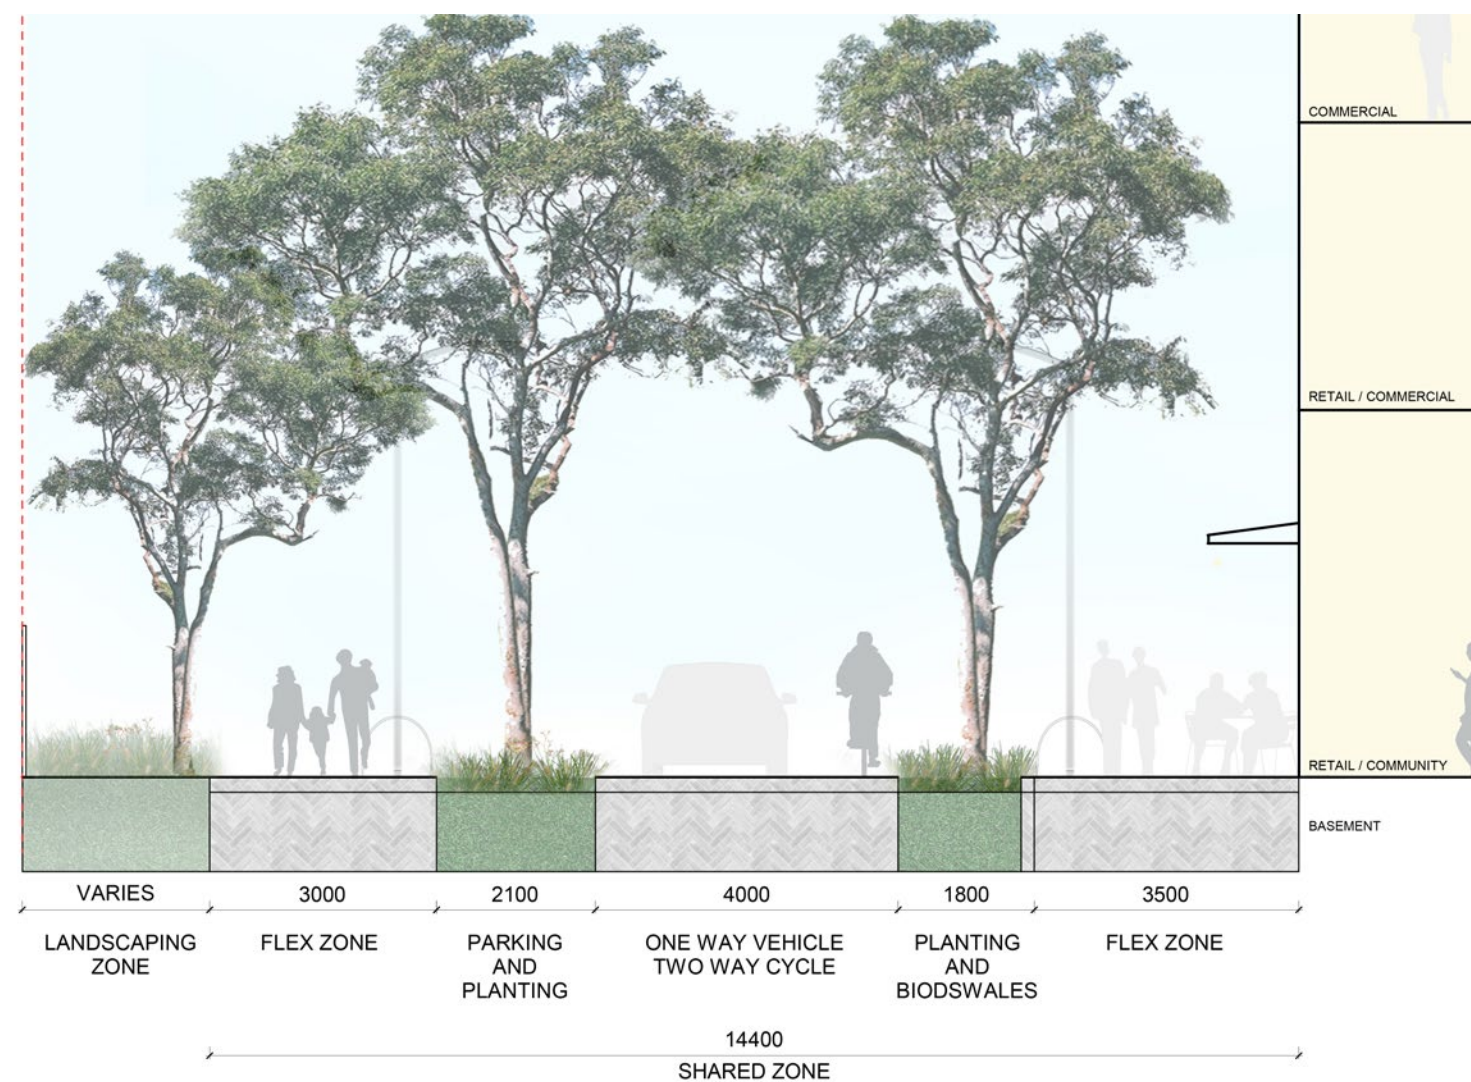 COMMERCIAL
RETAIL / COMMERCIAL
RETAIL / COMMUNITY
BASEMENT
VARIES
3000
2100
4000
1800
3500
LANDSCAPING
ZONE
FLEX ZONE
PARKING
AND
PLANTING
ONE WAY VEHICLE
TWO WAY CYCLE
PLANTING
AND
BIODSWALES
FLEX ZONE
14400
SHARED ZONE